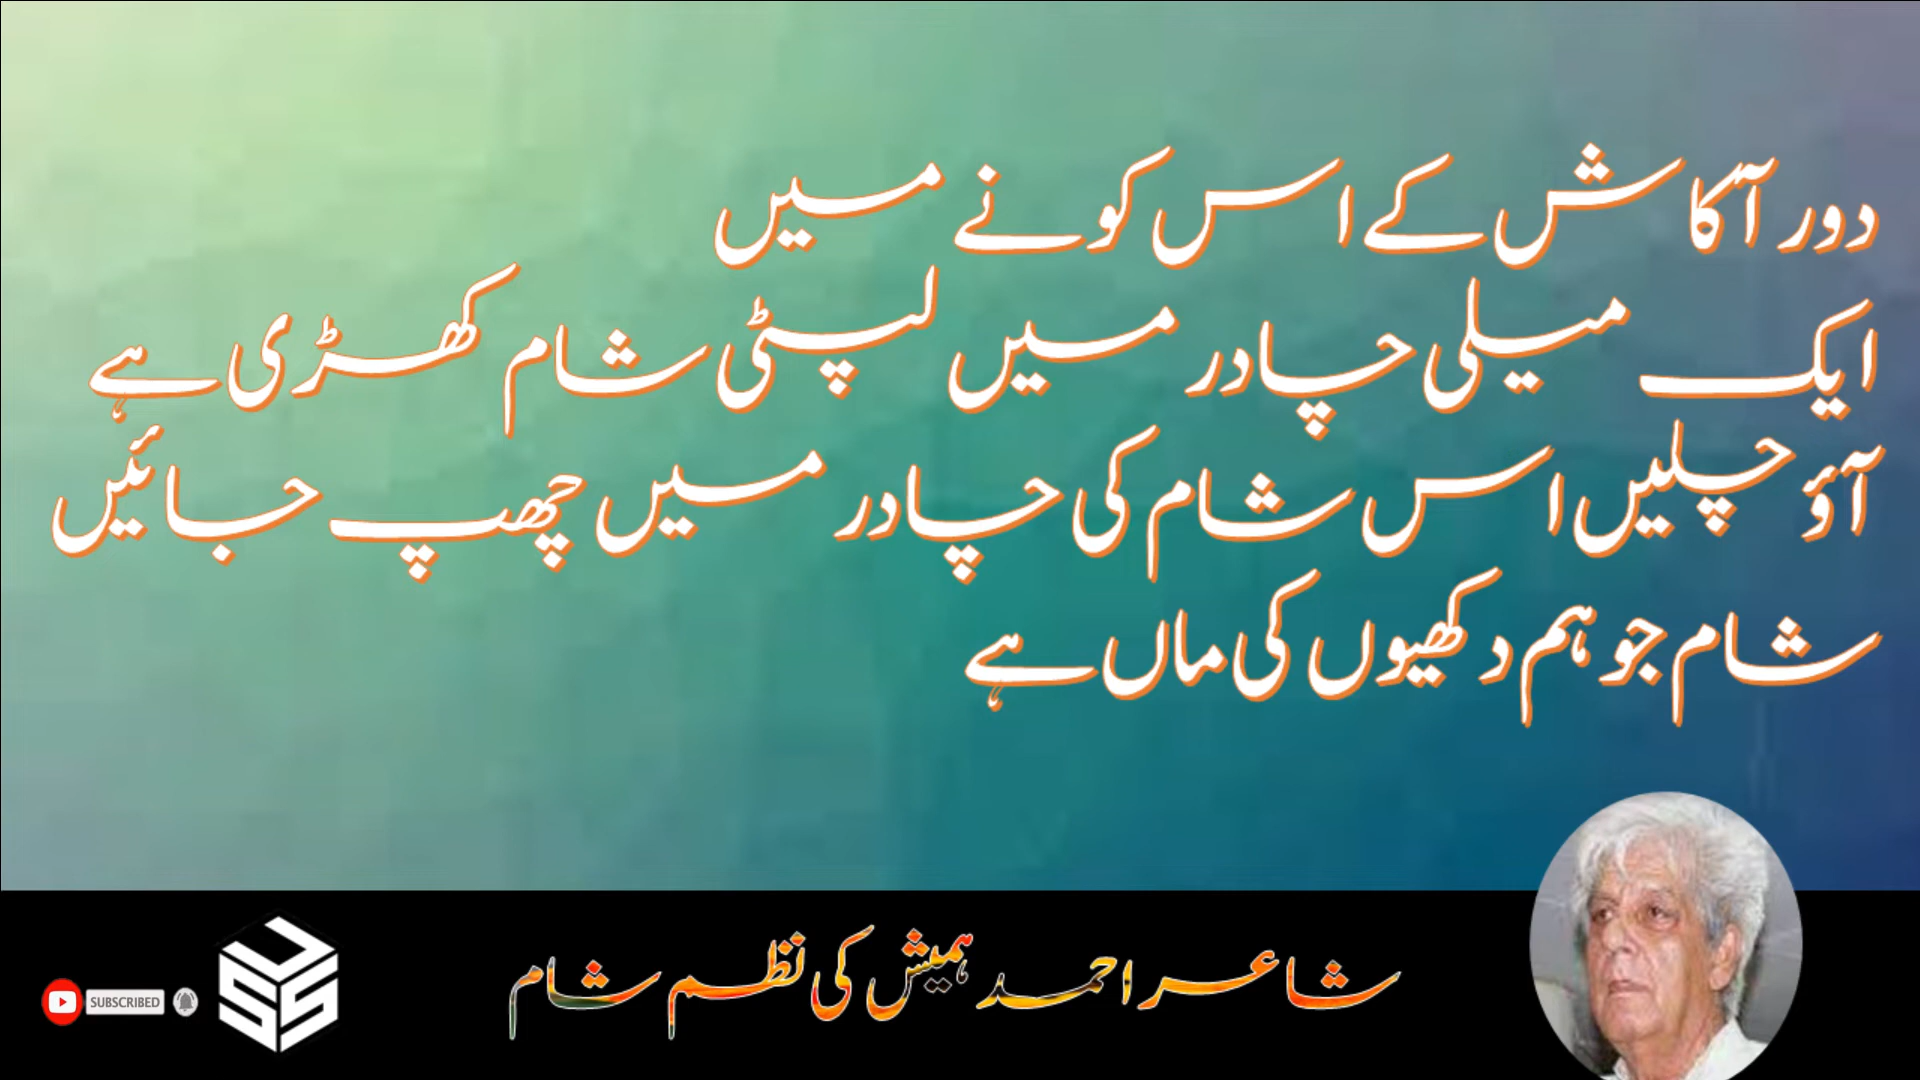 دور آکاش کے اس کونے میں
ایک میلی چادر میں لپٹی شام کھڑی ہے
آؤ چلیں اس شام کی چادر میں چھپ جائیں
شام جو ہم دکھیوں کی ماں ہے
شاعر احمد ہمیش کی نظم شام
SUBSCRIBED
USS